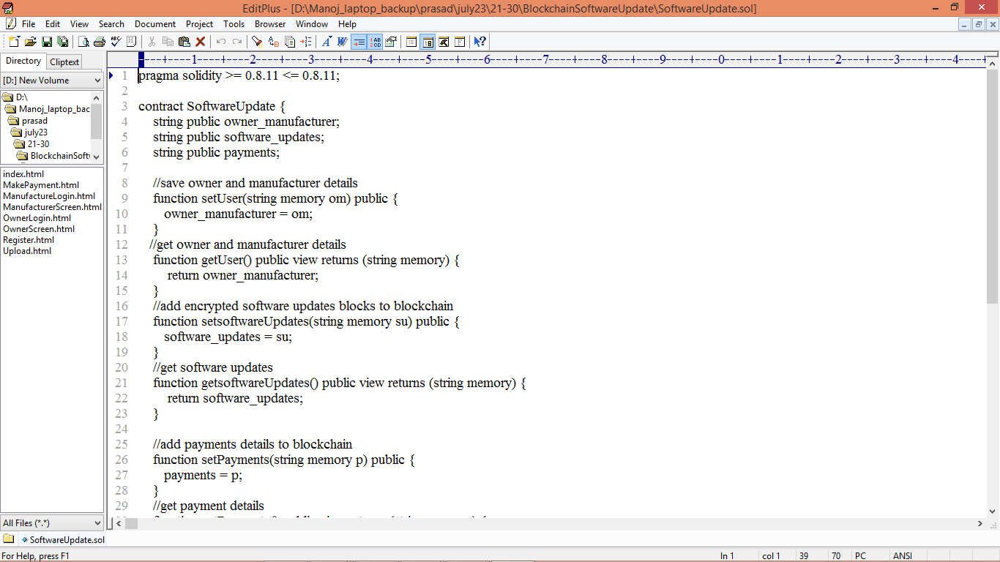 EditPlus - [D:\Manoj_laptop_backup\prasad\july23\21-30\BlockchainSoftwareUpdate\SoftwareUpdate.sol]
File Edit View Search Document Project Tools Browser Window Help
Directory Cliptext
----+----1----+----2----+----3----+----4----+----5----+----6----+----7----+----8----+----9----+----0----+----1----+----2----+----3----+----4----+
[D:] New Volume
D:\
Manoj_laptop_bac
prasad
july23
21-30
BlockchainSoftw
index.html
MakePayment.html
ManufactureLogin.html
ManufacturerScreen.html
OwnerLogin.html
OwnerScreen.html
Register.html
Upload.html
All Files (*.*)
1 pragma solidity >= 0.8.11 <= 0.8.11;
2
3 contract SoftwareUpdate {
4 string public owner_manufacturer;
5 string public software_updates;
6 string public payments;
7
8 //save owner and manufacturer details
9 function setUser(string memory om) public {
10 owner_manufacturer = om;
11 }
12 //get owner and manufacturer details
13 function getUser() public view returns (string memory) {
14 return owner_manufacturer;
15 }
16 //add encrypted software updates blocks to blockchain
17 function setsoftwareUpdates(string memory su) public {
18 software_updates = su;
19 }
20 //get software updates
21 function getsoftwareUpdates() public view returns (string memory) {
22 return software_updates;
23 }
24
25 //add payments details to blockchain
26 function setPayments(string memory p) public {
27 payments = p;
28 }
29 //get payment details
SoftwareUpdate.sol
For Help, press F1 ln 1 col 1 39 70 PC ANSI